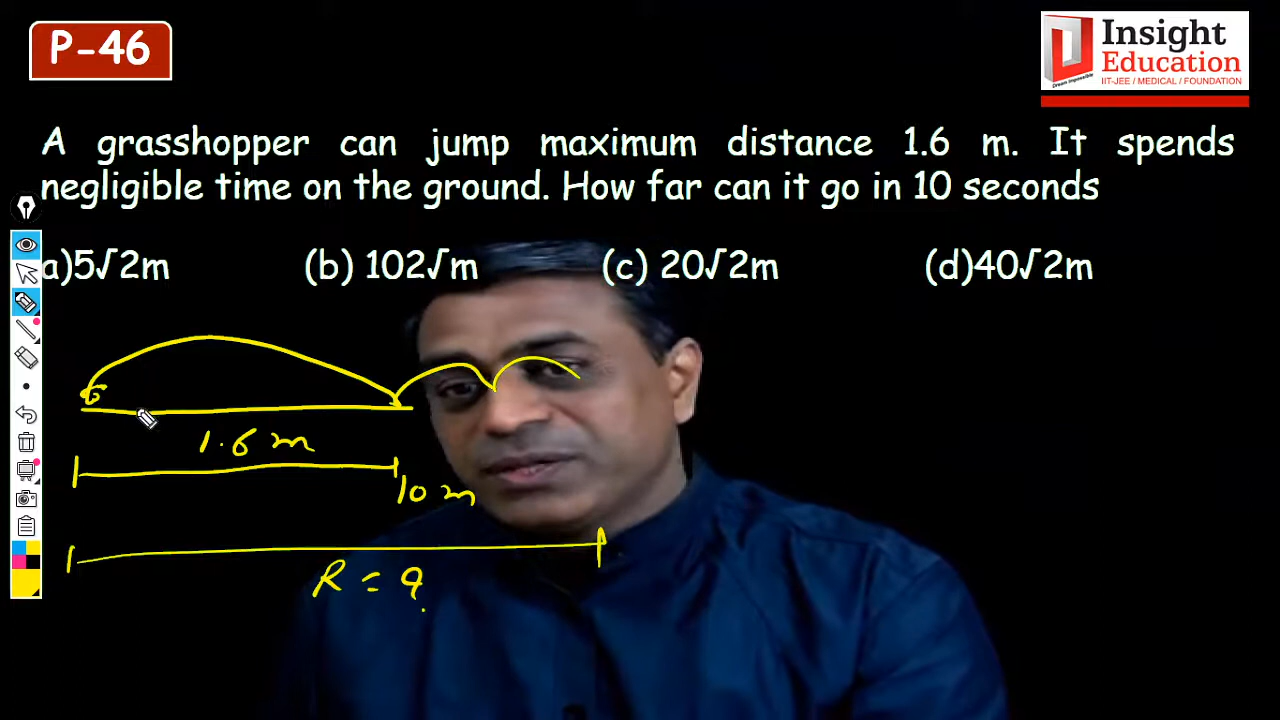 P-46
Insight
Education
IIT-JEE / MEDICAL / FOUNDATION
Dream Impossible
A grasshopper can jump maximum distance 1.6 m. It spends
negligible time on the ground. How far can it go in 10 seconds
a)5√2m (b) 102√m (c) 20√2m (d)40√2m
1.6 m
10 m
R = ?